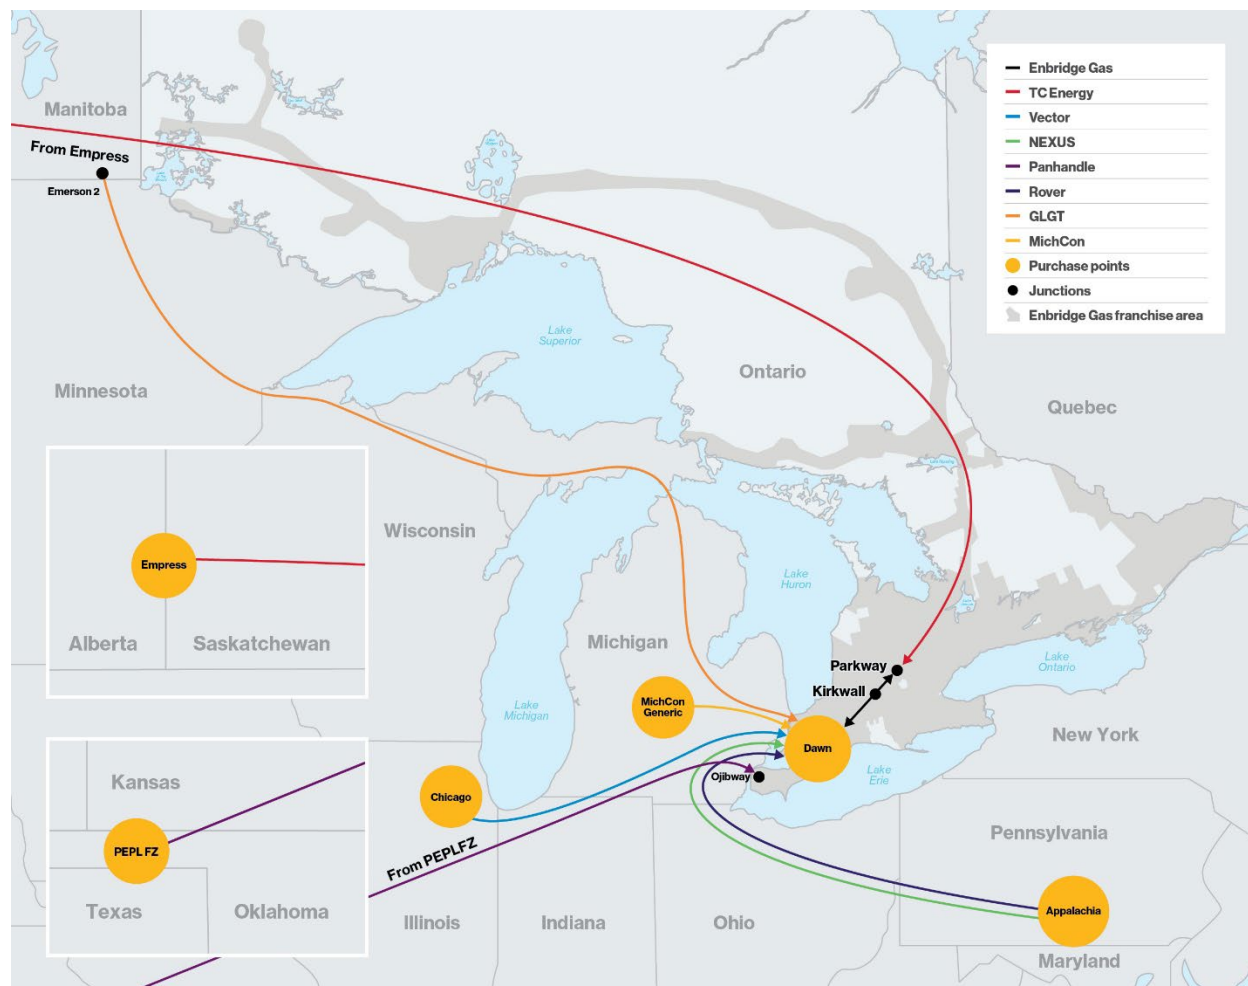 Enbridge Gas
TC Energy
Vector
NEXUS
Panhandle
Rover
GLGT
MichCon
Purchase points
Junctions
Enbridge Gas franchise area
Manitoba
From Empress
Emerson 2
Lake
Superior
Ontario
Minnesota
Quebec
Wisconsin
Empress
Alberta
Saskatchewan
Lake
Huron
Michigan
Lake
Ontario
Parkway
Kirkwall
MichCon
Generic
Lake
Michigan
Dawn
New York
Ojibway
Lake
Erie
Kansas
Chicago
PEPL FZ
Pennsylvania
From PEPLFZ
Texas
Oklahoma
Illinois
Indiana
Ohio
Appalachia
Maryland